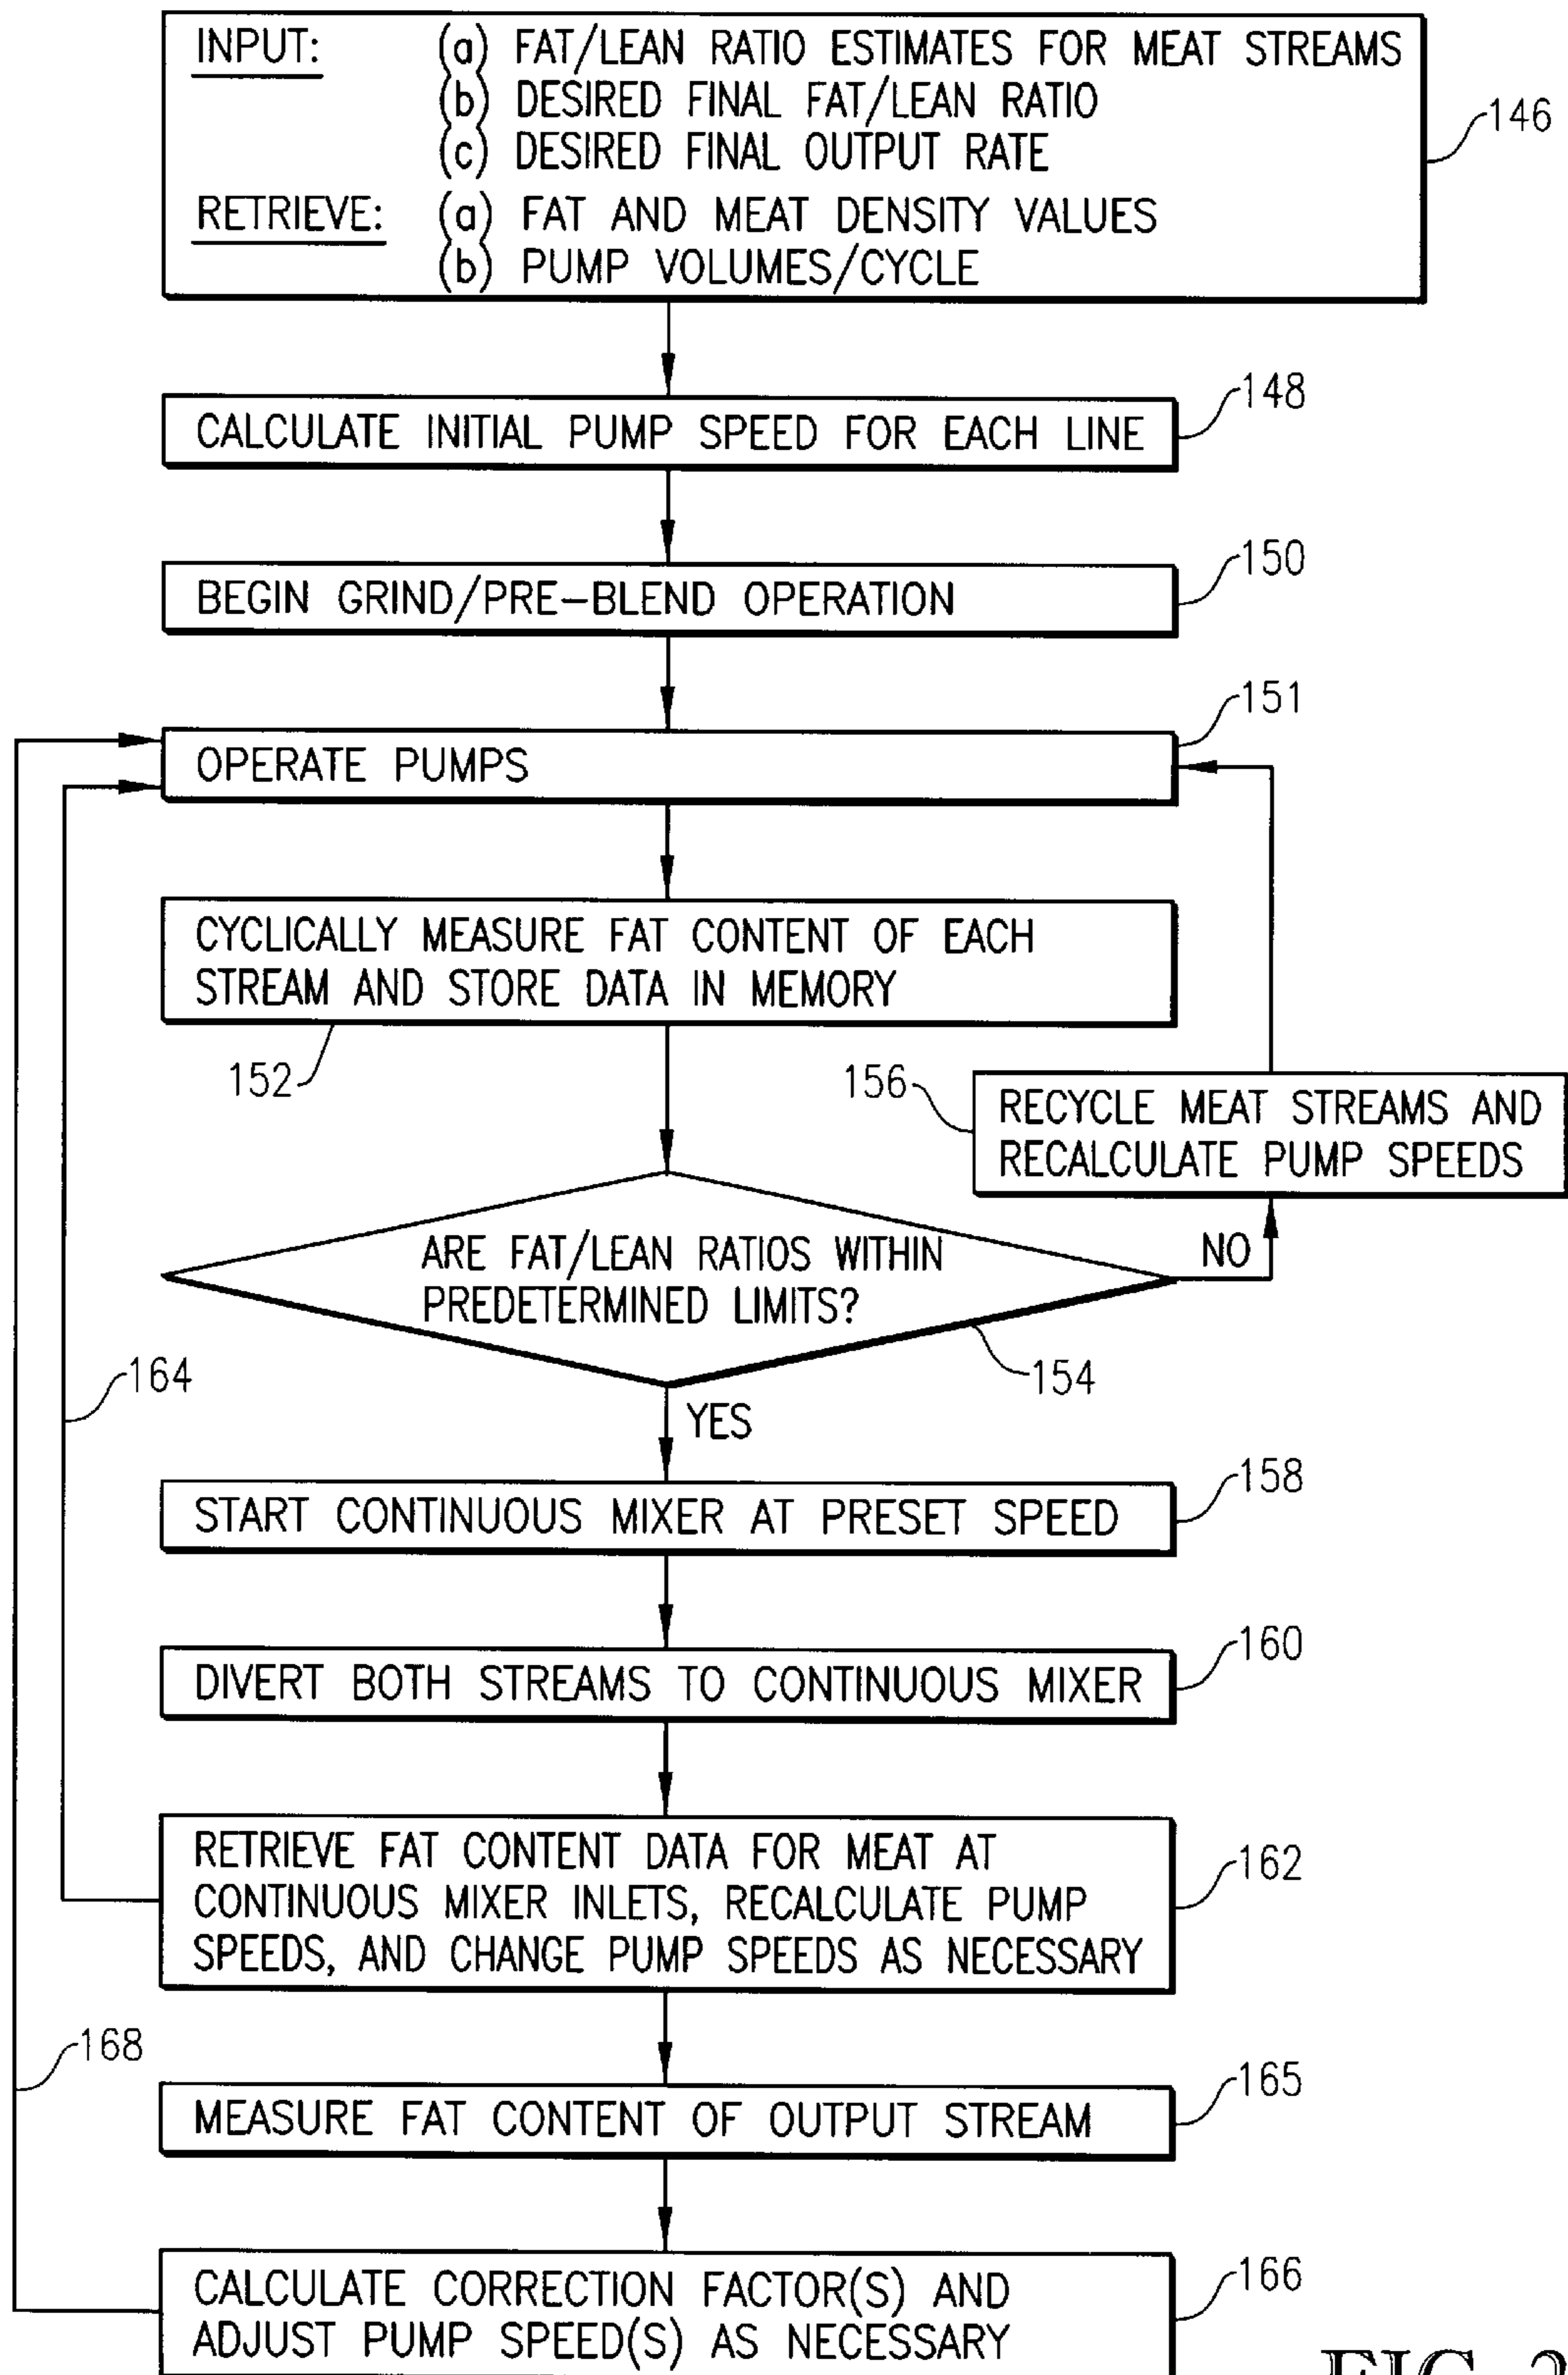 INPUT: (a) FAT/LEAN RATIO ESTIMATES FOR MEAT STREAMS
(b) DESIRED FINAL FAT/LEAN RATIO
(c) DESIRED FINAL OUTPUT RATE
146
RETRIEVE: (a) FAT AND MEAT DENSITY VALUES
(b) PUMP VOLUMES/CYCLE
148
CALCULATE INITIAL PUMP SPEED FOR EACH LINE
150
BEGIN GRIND/PRE-BLEND OPERATION
151
OPERATE PUMPS
CYCLICALLY MEASURE FAT CONTENT OF EACH
STREAM AND STORE DATA IN MEMORY
152
156
RECYCLE MEAT STREAMS AND
RECALCULATE PUMP SPEEDS
ARE FAT/LEAN RATIOS WITHIN
PREDETERMINED LIMITS?
NO
154
164
YES
158
START CONTINUOUS MIXER AT PRESET SPEED
160
DIVERT BOTH STREAMS TO CONTINUOUS MIXER
RETRIEVE FAT CONTENT DATA FOR MEAT AT
CONTINUOUS MIXER INLETS, RECALCULATE PUMP
SPEEDS, AND CHANGE PUMP SPEEDS AS NECESSARY
162
168
165
MEASURE FAT CONTENT OF OUTPUT STREAM
166
CALCULATE CORRECTION FACTOR(S) AND
ADJUST PUMP SPEED(S) AS NECESSARY
FIG.